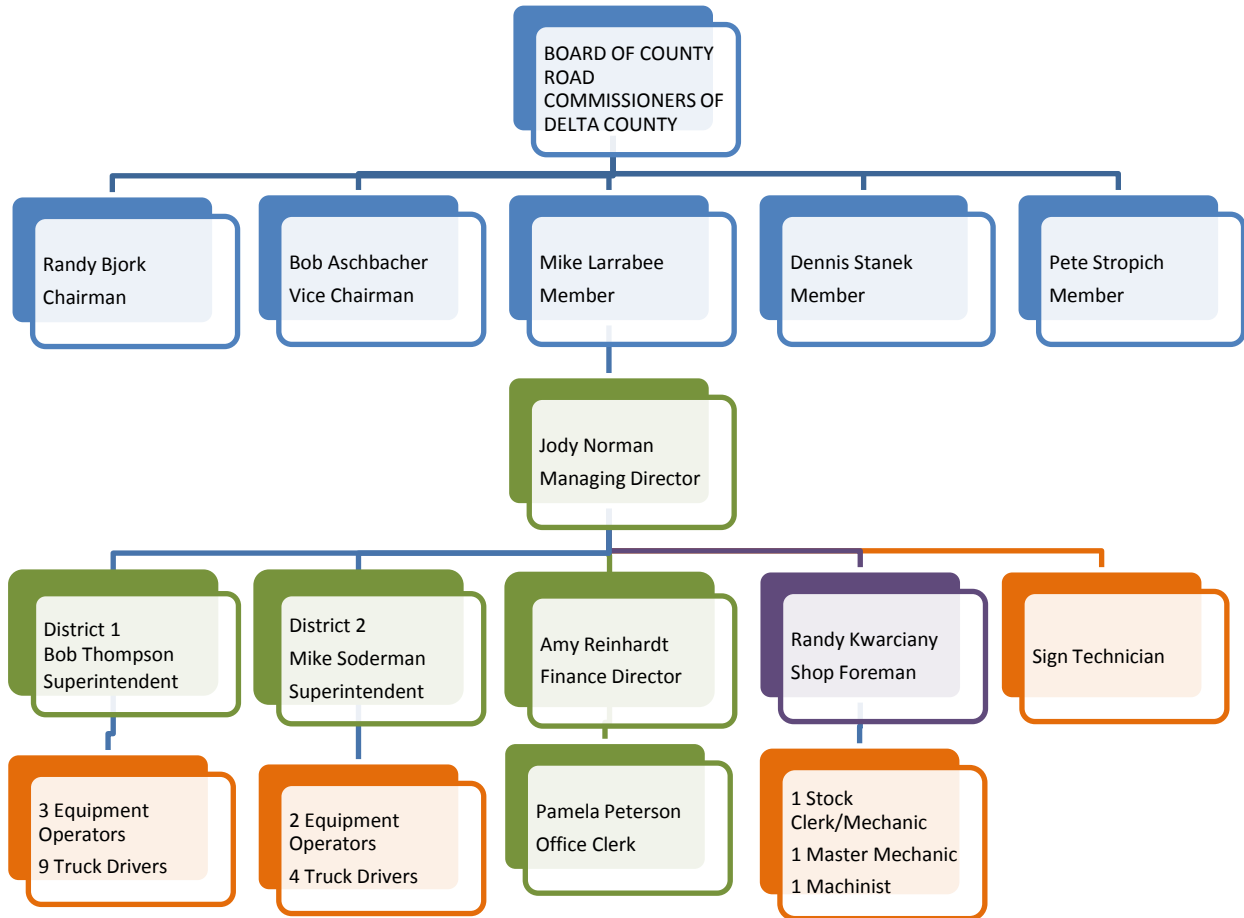 BOARD OF COUNTY
ROAD
COMMISSIONERS OF
DELTA COUNTY
Randy Bjork
Chairman
Bob Aschbacher
Vice Chairman
Mike Larrabee
Member
Dennis Stanek
Member
Pete Stropich
Member
Jody Norman
Managing Director
District 1
Bob Thompson
Superintendent
District 2
Mike Soderman
Superintendent
Amy Reinhardt
Finance Director
Randy Kwarciany
Shop Foreman
Sign Technician
3 Equipment
Operators
9 Truck Drivers
2 Equipment
Operators
4 Truck Drivers
Pamela Peterson
Office Clerk
1 Stock
Clerk/Mechanic
1 Master Mechanic
1 Machinist